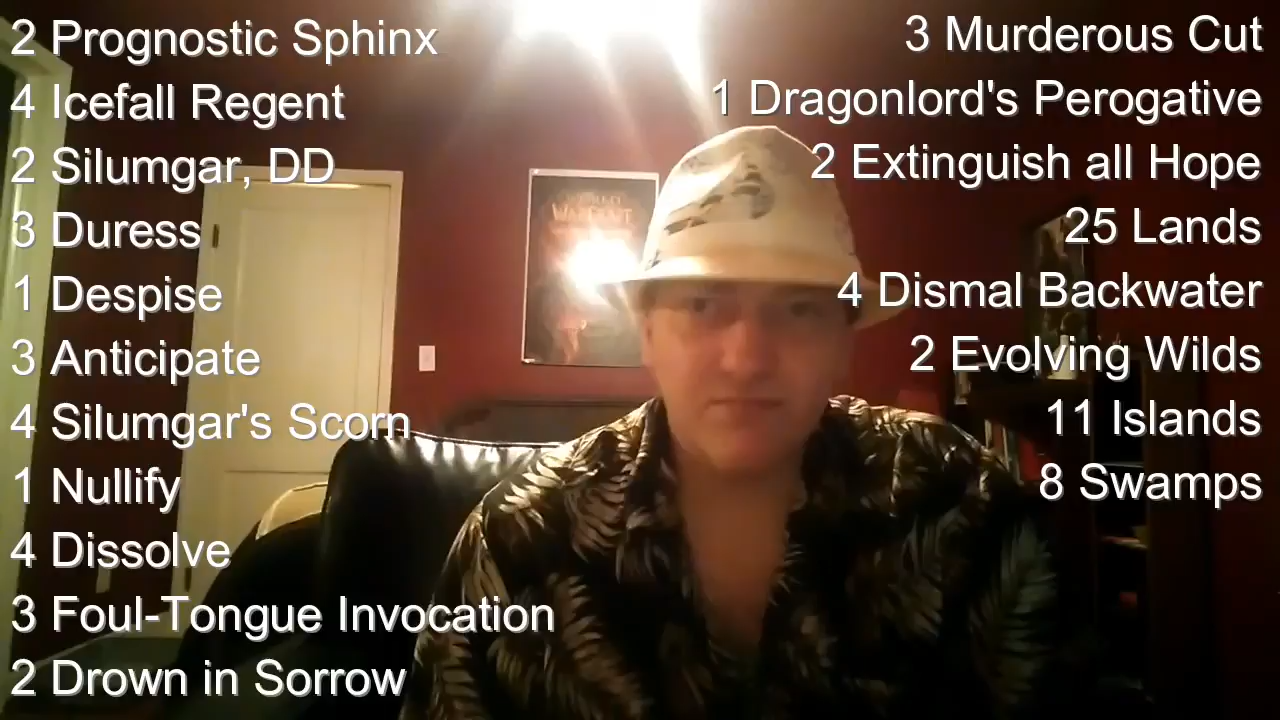 2 Prognostic Sphinx
4 Icefall Regent
2 Silumgar, DD
3 Duress
1 Despise
3 Anticipate
4 Silumgar's Scorn
1 Nullify
4 Dissolve
3 Foul-Tongue Invocation
2 Drown in Sorrow
3 Murderous Cut
1 Dragonlord's Perogative
2 Extinguish all Hope
25 Lands
4 Dismal Backwater
2 Evolving Wilds
11 Islands
8 Swamps
WARCRAFT